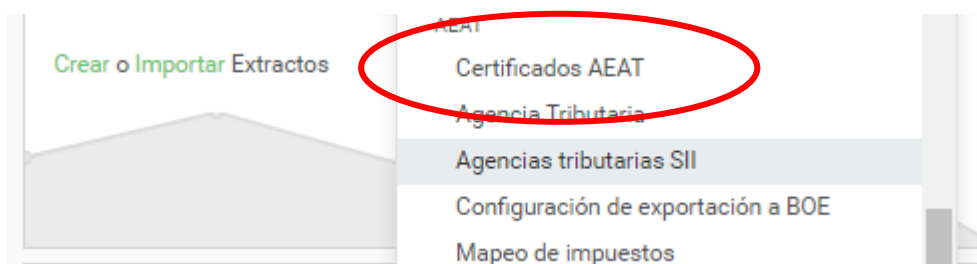 AEAT
Crear o Importar Extractos
Certificados AEAT
Agencia Tributaria
Agencias tributarias SII
Configuración de exportación a BOE
Mapeo de impuestos